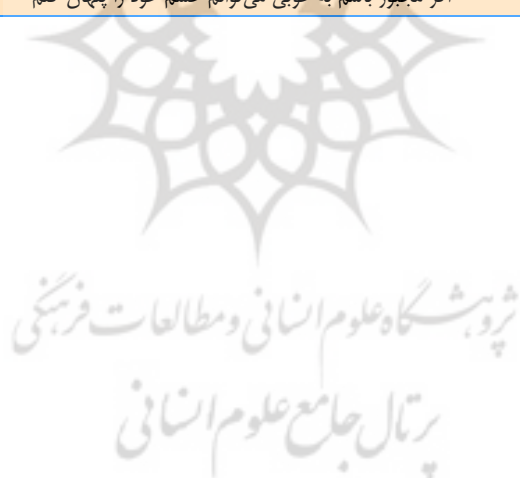 اگر مجبور باشم به خوبی می‌توانم خشم خود را پنهان کنم
پژوهشگاه علوم انسانی و مطالعات فرهنگی
پرتال جامع علوم انسانی